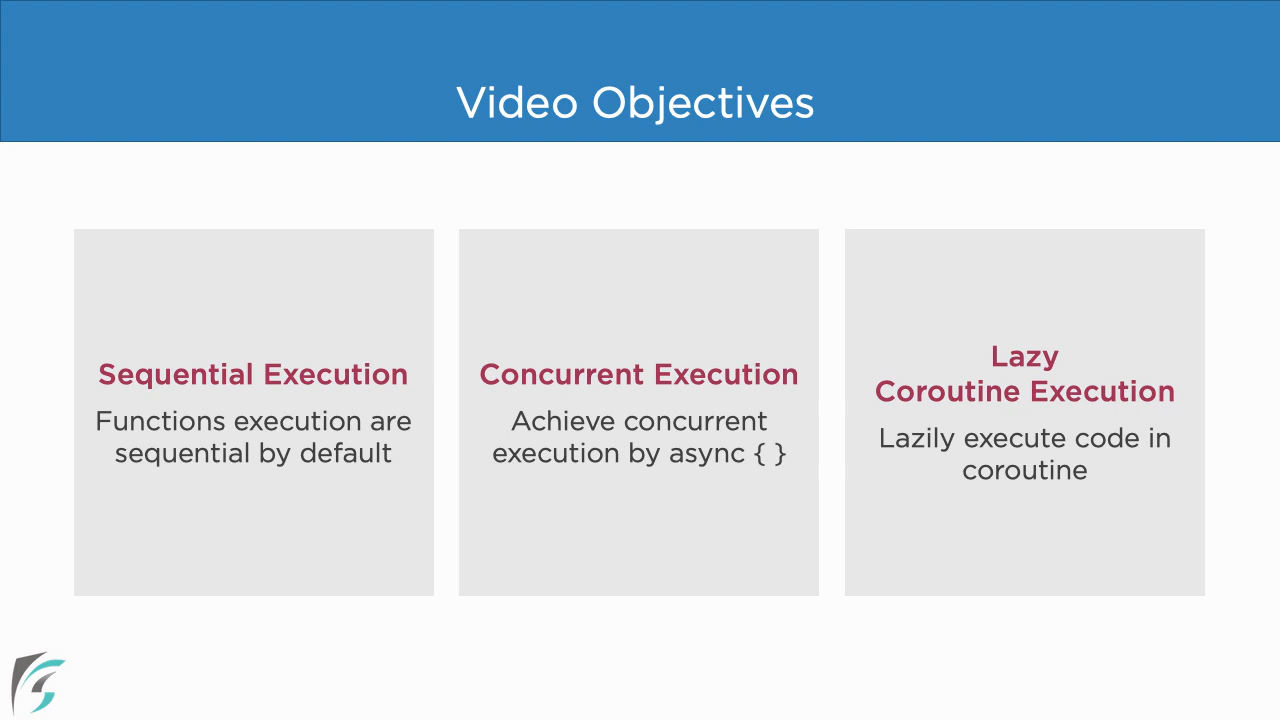 Video Objectives
Sequential Execution
Functions execution are
sequential by default
Concurrent Execution
Achieve concurrent
execution by async { }
Lazy
Coroutine Execution
Lazily execute code in
coroutine